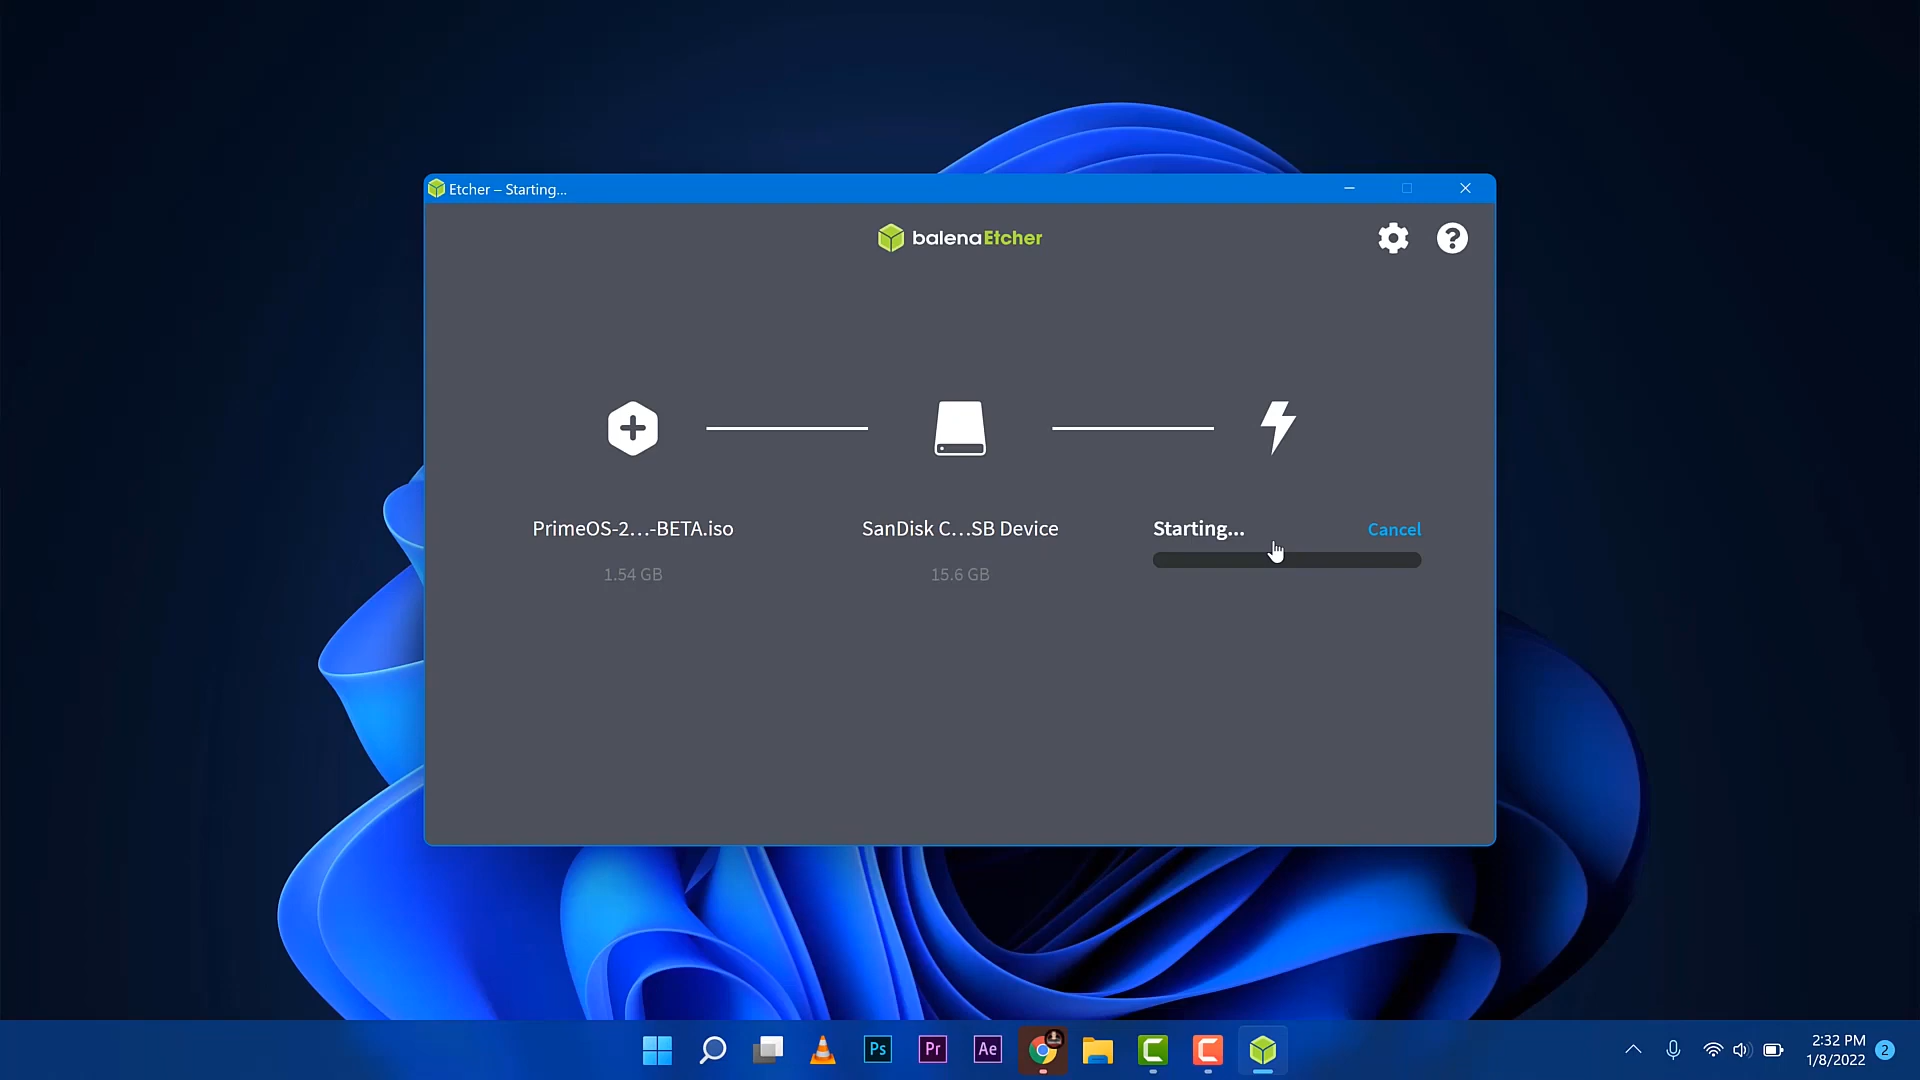 Etcher – Starting...
balenaEtcher
PrimeOS-2...-BETA.iso
SanDisk C...SB Device
Starting...
Cancel
1.54 GB
15.6 GB
Ps
Pr
Ae
2:32 PM
1/8/2022
2